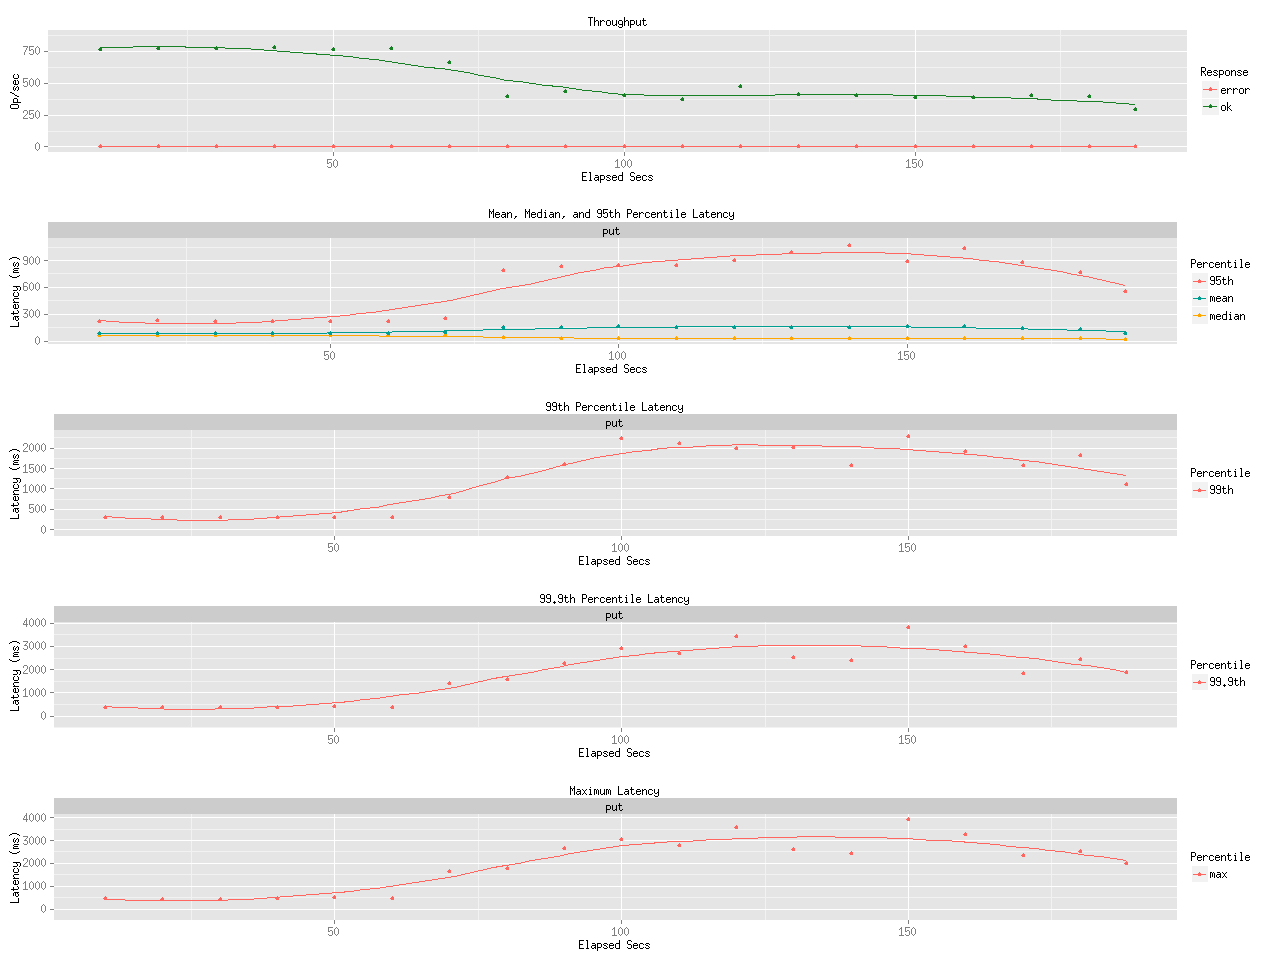 Throughput
750
500
250
0
Op/sec
50
100
150
Elapsed Secs
Response
error
ok
Mean, Median, and 95th Percentile Latency
put
900
600
300
0
Latency (ms)
50
100
150
Elapsed Secs
Percentile
95th
mean
median
99th Percentile Latency
put
2000
1500
1000
500
0
Latency (ms)
50
100
150
Elapsed Secs
Percentile
99th
99.9th Percentile Latency
put
4000
3000
2000
1000
0
Latency (ms)
50
100
150
Elapsed Secs
Percentile
99.9th
Maximum Latency
put
4000
3000
2000
1000
0
Latency (ms)
50
100
150
Elapsed Secs
Percentile
max